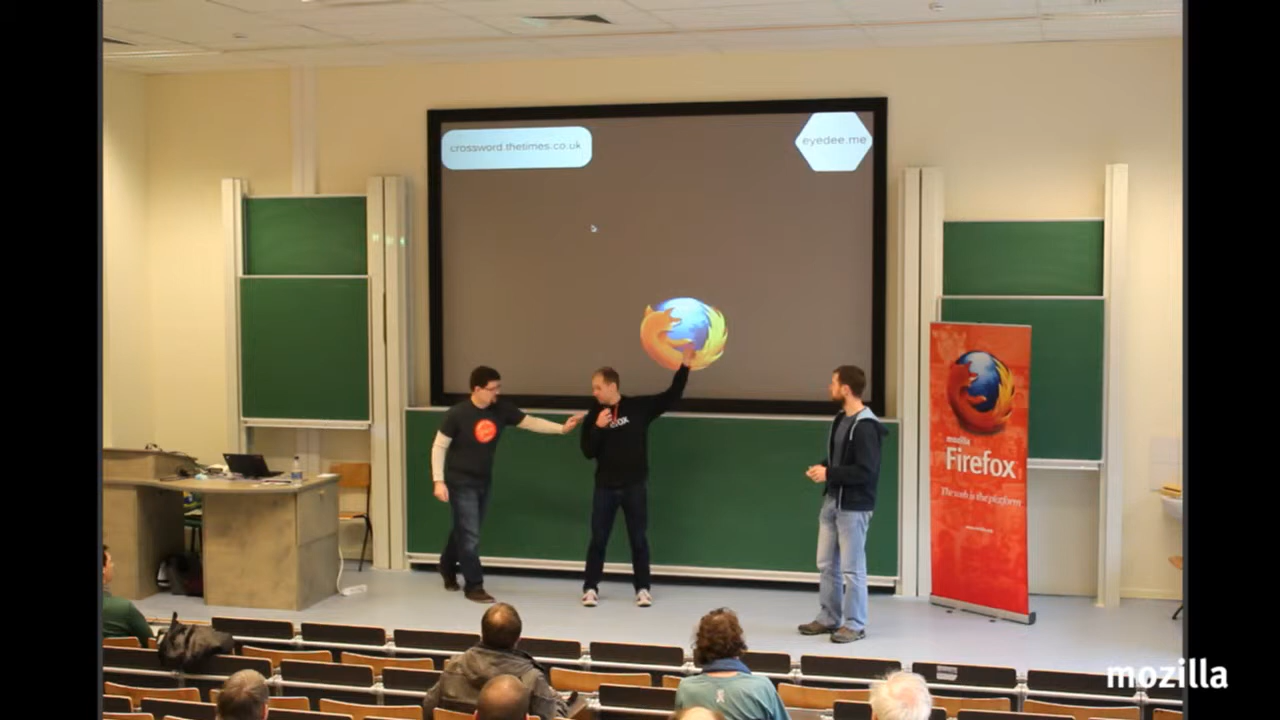 crossword.thetimes.co.uk
eyedee.me
mozilla
Firefox
The web is the platform
mozilla